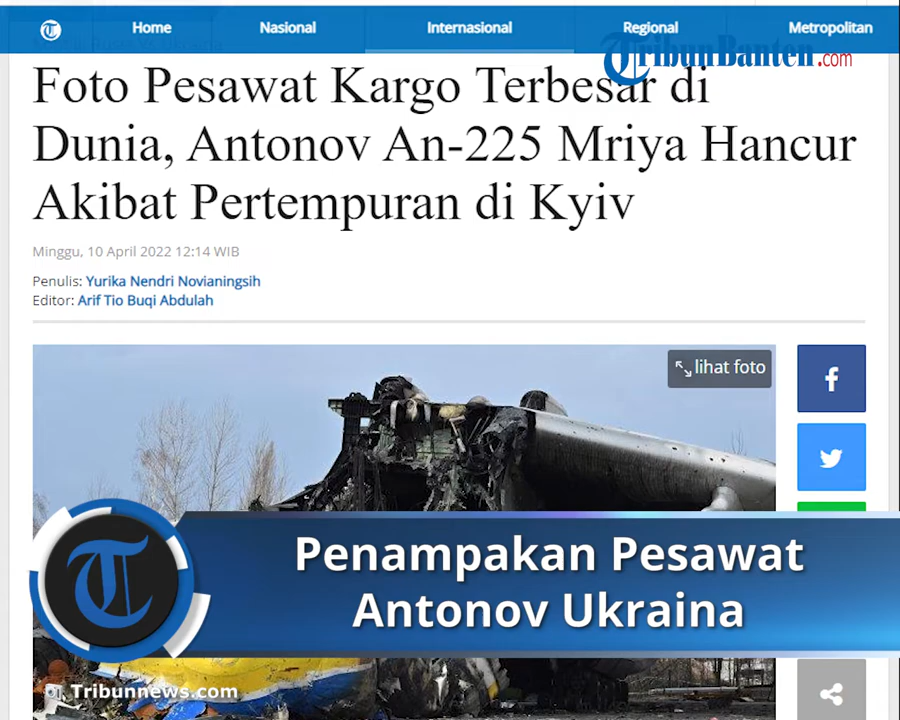 Home Nasional Internasional Regional Metropolitan
TribunBanten.com
Foto Pesawat Kargo Terbesar di
Dunia, Antonov An-225 Mriya Hancur
Akibat Pertempuran di Kyiv
Minggu, 10 April 2022 12:14 WIB
Penulis: Yurika Nendri Novianingsih
Editor: Arif Tio Buqi Abdulah
lihat foto
Penampakan Pesawat
Antonov Ukraina
Tribunnews.com